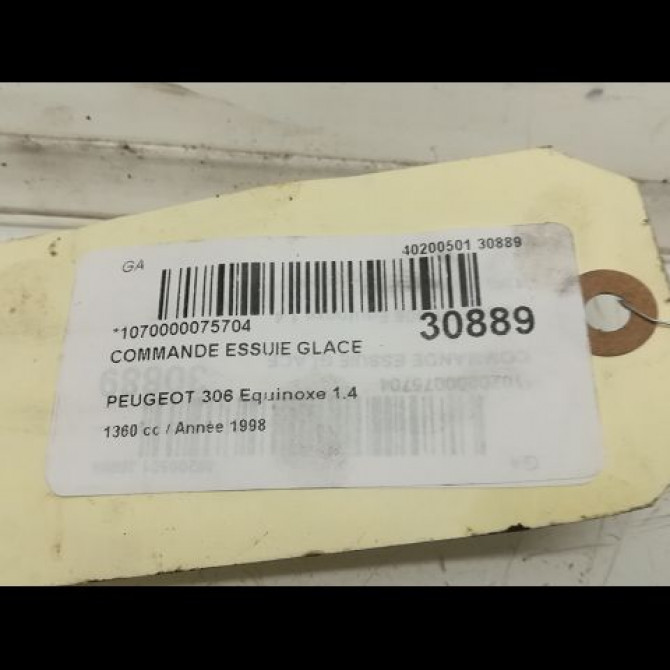 GA
40200501 30889
*1070000075704
30889
COMMANDE ESSUIE GLACE
PEUGEOT 306 Equinoxe 1.4
1360 cc / Année 1998